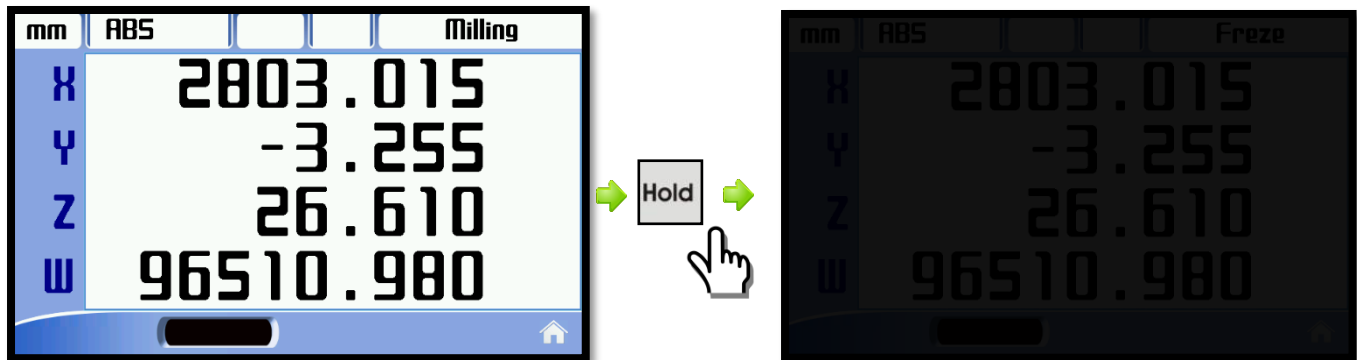 mm ABS Milling
X 2803.015
Y -3.255
Z 26.610
W 96510.980
Hold
mm ABS Freze
X 2803.015
Y -3.255
Z 26.610
W 96510.980